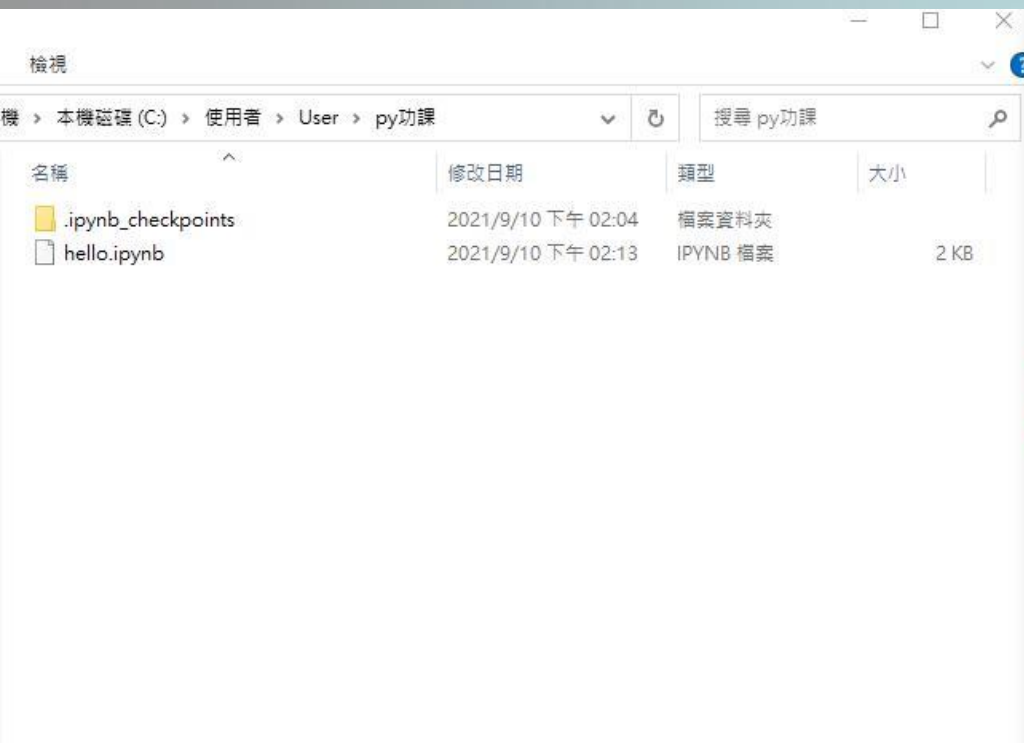 檢視
機 › 本機磁碟 (C:) › 使用者 › User › py功課 搜尋 py功課
名稱 修改日期 類型 大小
.ipynb_checkpoints 2021/9/10 下午 02:04 檔案資料夾
hello.ipynb 2021/9/10 下午 02:13 IPYNB 檔案 2 KB